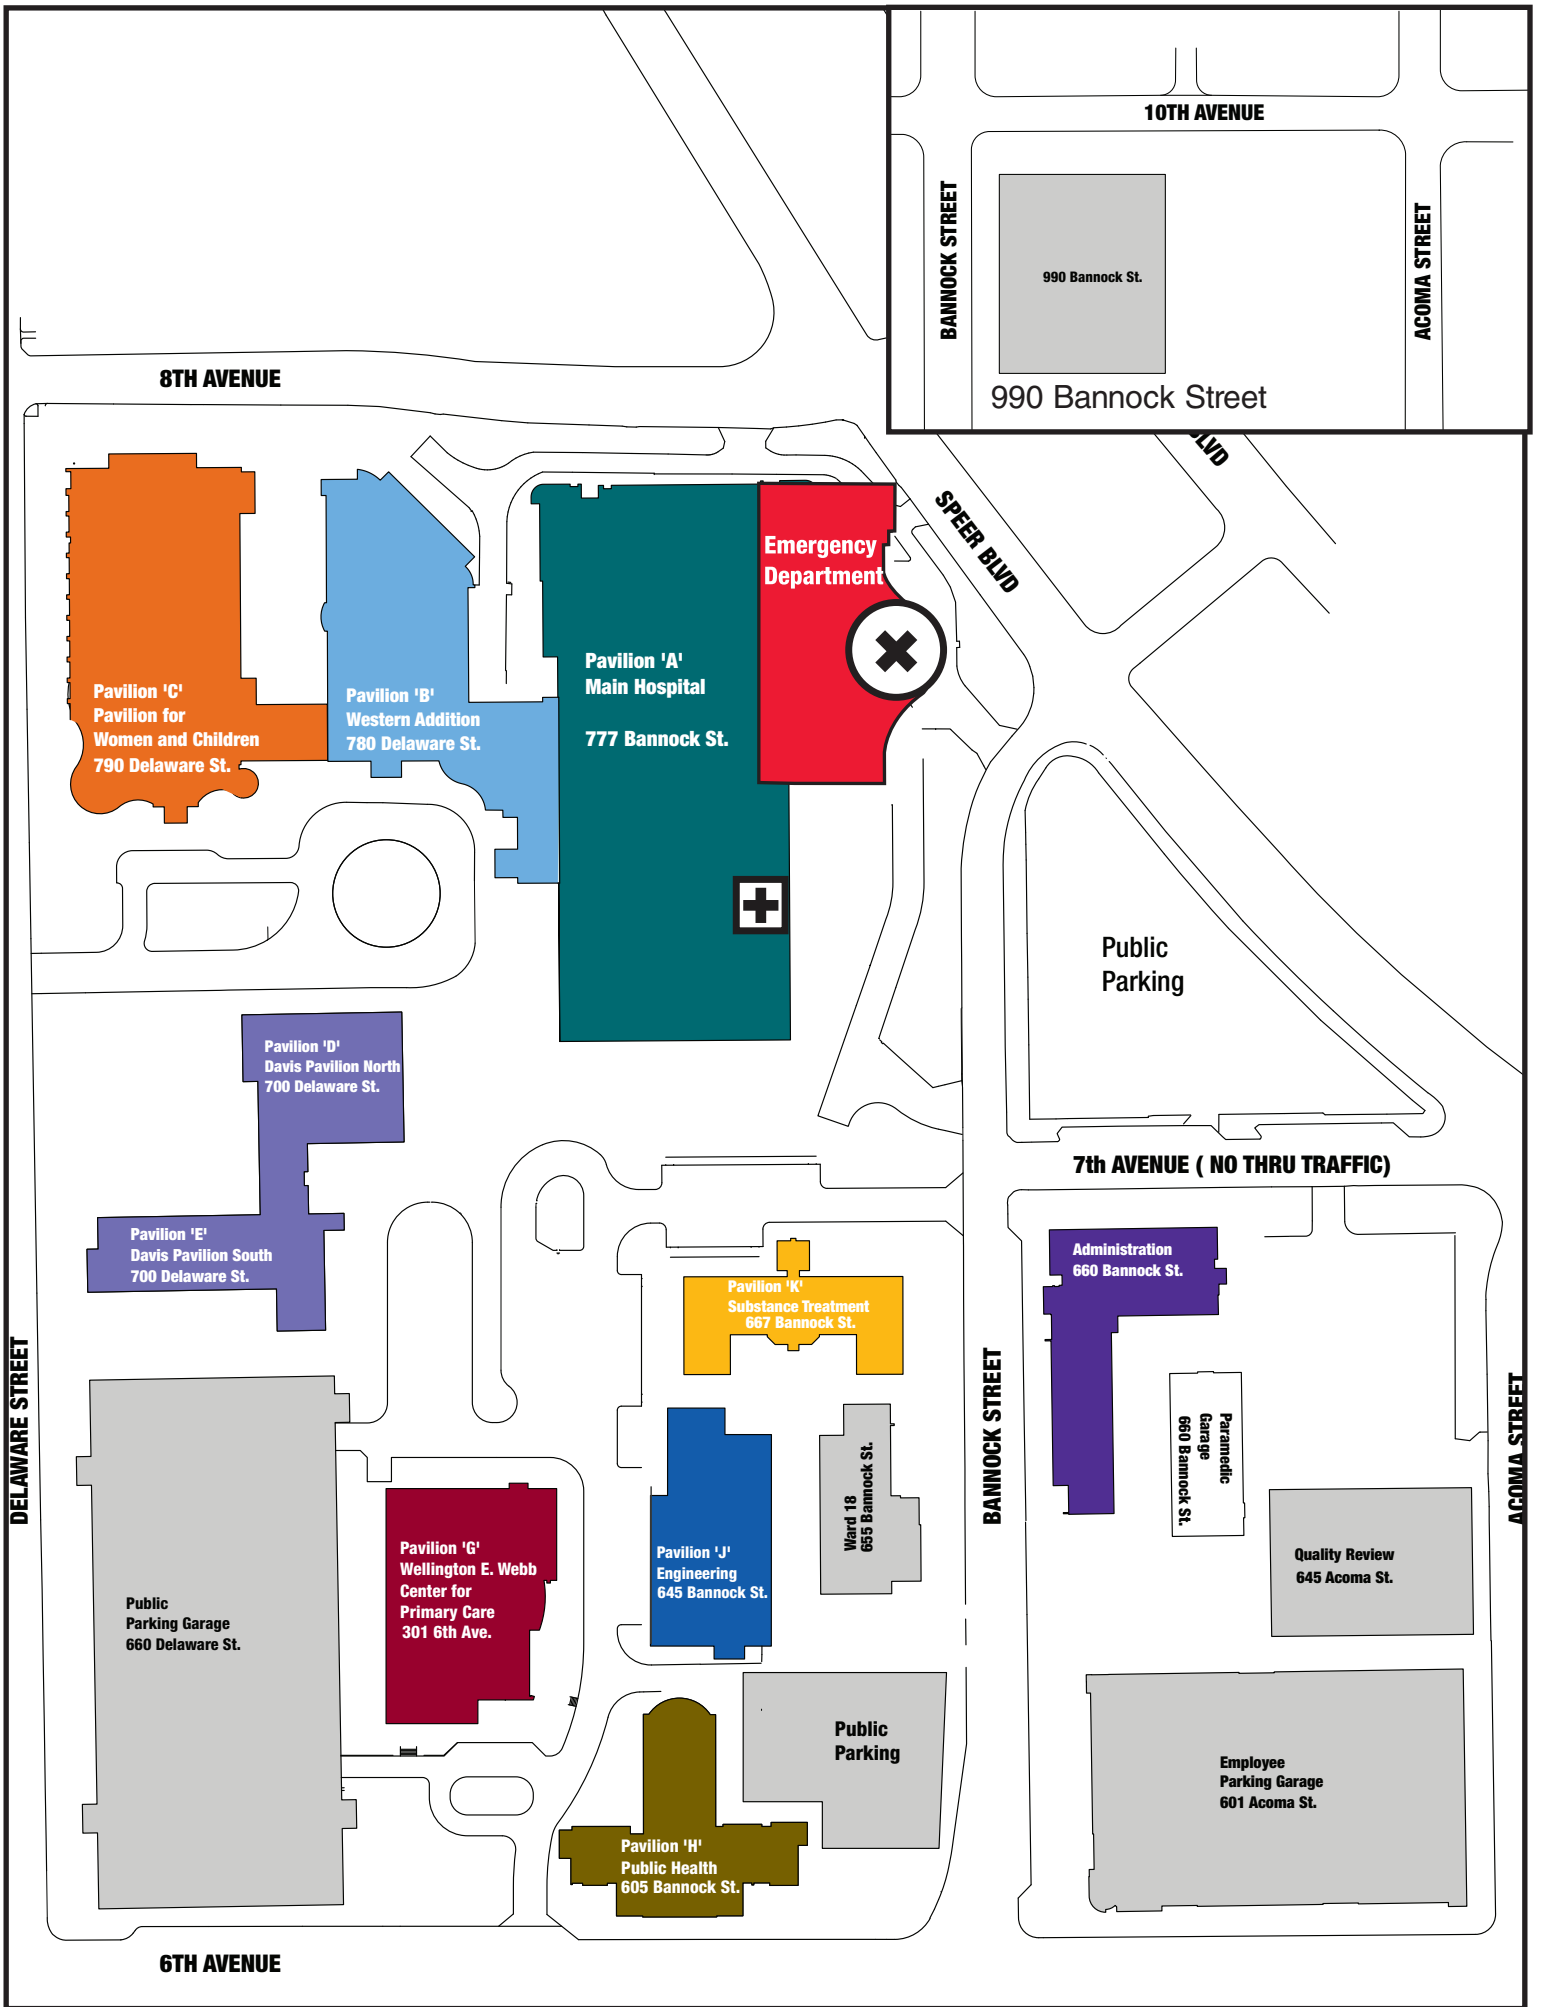 10TH AVENUE
BANNOCK STREET
ACOMA STREET
990 Bannock St.
990 Bannock Street
8TH AVENUE
SPEER BLVD
Emergency
Department
Pavilion 'A'
Main Hospital
777 Bannock St.
Pavilion 'C'
Pavilion for
Women and Children
790 Delaware St.
Pavilion 'B'
Western Addition
780 Delaware St.
Public
Parking
Pavilion 'D'
Davis Pavilion North
700 Delaware St.
7th AVENUE ( NO THRU TRAFFIC)
Pavilion 'E'
Davis Pavilion South
700 Delaware St.
Pavilion 'K'
Substance Treatment
667 Bannock St.
Administration
660 Bannock St.
DELAWARE STREET
BANNOCK STREET
ACOMA STREET
Paramedic
Garage
660 Bannock St.
Ward 18
655 Bannock St.
Pavilion 'G'
Wellington E. Webb
Center for
Primary Care
301 6th Ave.
Pavilion 'J'
Engineering
645 Bannock St.
Quality Review
645 Acoma St.
Public
Parking Garage
660 Delaware St.
Public
Parking
Employee
Parking Garage
601 Acoma St.
Pavilion 'H'
Public Health
605 Bannock St.
6TH AVENUE